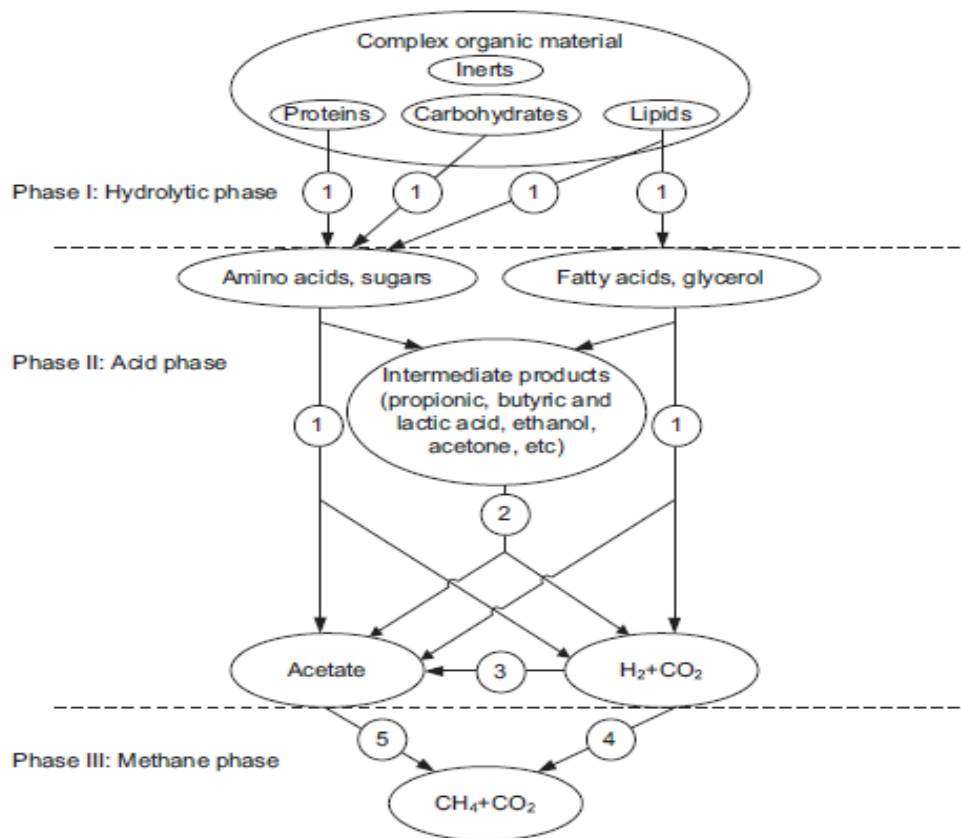 Complex organic material
Inerts
Proteins
Carbohydrates
Lipids
Phase I: Hydrolytic phase
1
1
1
1
Amino acids, sugars
Fatty acids, glycerol
Phase II: Acid phase
Intermediate products
(propionic, butyric and
lactic acid, ethanol,
acetone, etc)
1
1
2
Acetate
3
H₂+CO₂
5
4
Phase III: Methane phase
CH₄+CO₂